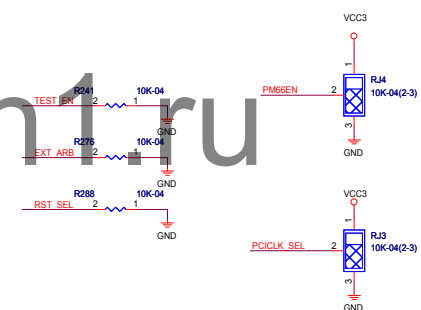 VCC3
1
RJ4
10K-04(2-3)
PM66EN
2
3
GND
R241
10K-04
TEST_EN
2
1
GND
R276
10K-04
EXT_ARB
2
1
GND
R288
10K-04
RST_SEL
2
1
GND
VCC3
1
RJ3
10K-04(2-3)
PCICLK_SEL
2
3
GND
1.ru